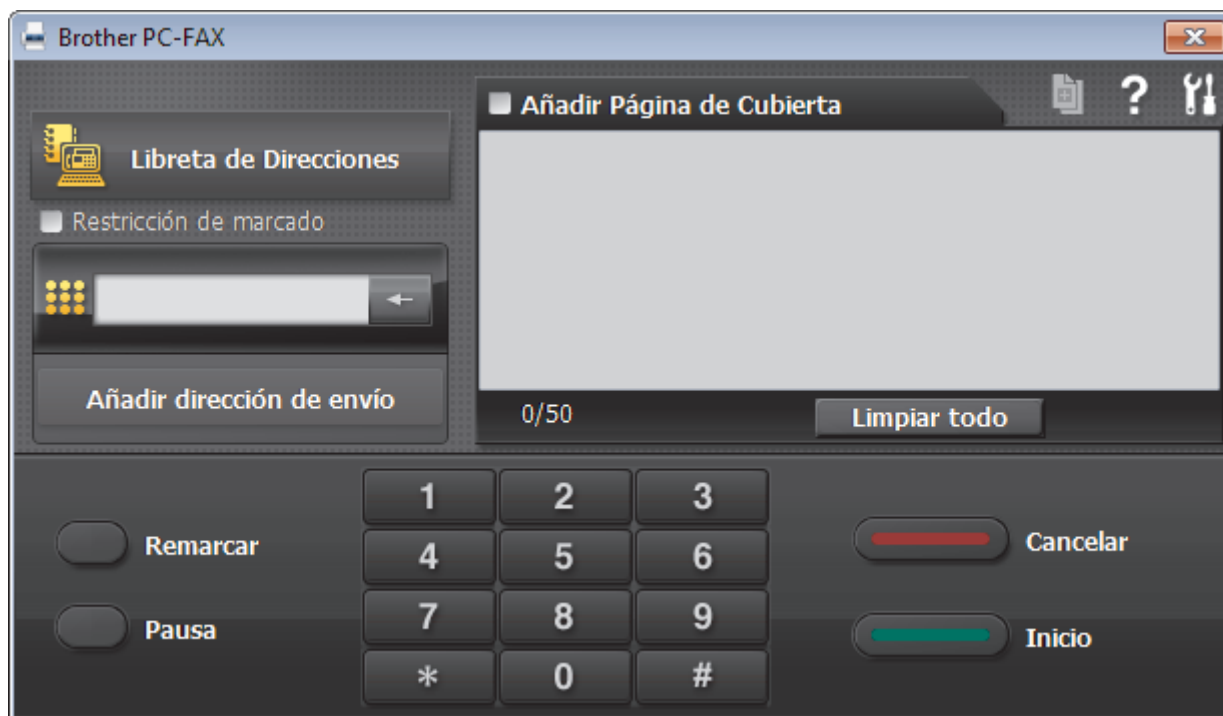 Brother PC-FAX
Añadir Página de Cubierta
?
Libreta de Direcciones
Restricción de marcado
Añadir dirección de envío
0/50
Limpiar todo
1 2 3
Remarcar
4 5 6
Cancelar
7 8 9
Pausa
Inicio
* 0 #